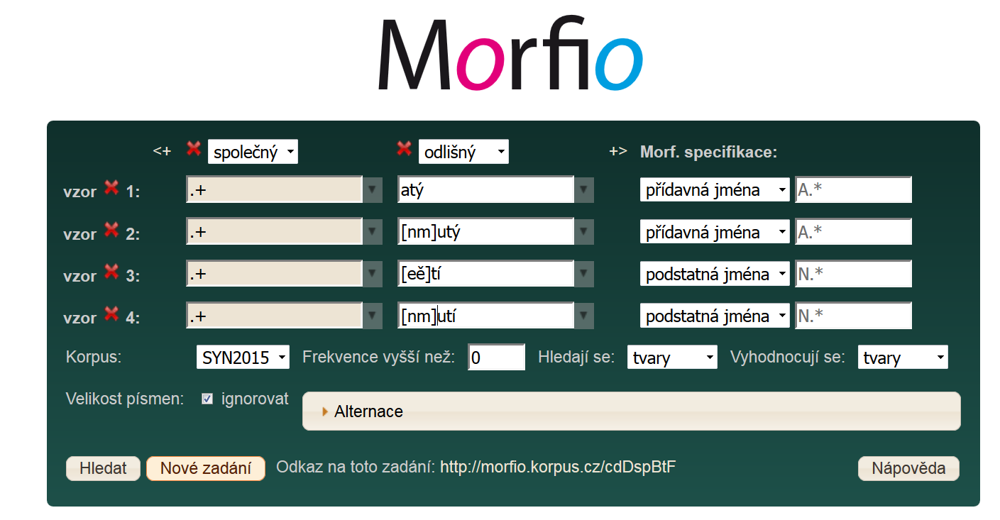 Morfio
<+ společný odlišný +> Morf. specifikace:
vzor 1: .+ atý přídavná jména A.*
vzor 2: .+ [nm]utý přídavná jména A.*
vzor 3: .+ [eě]tí podstatná jména N.*
vzor 4: .+ [nm]utí podstatná jména N.*
Korpus: SYN2015 Frekvence vyšší než: 0 Hledají se: tvary Vyhodnocují se: tvary
Velikost písmen: ignorovat Alternace
Hledat Nové zadání Odkaz na toto zadání: http://morfio.korpus.cz/cdDspBtF Nápověda